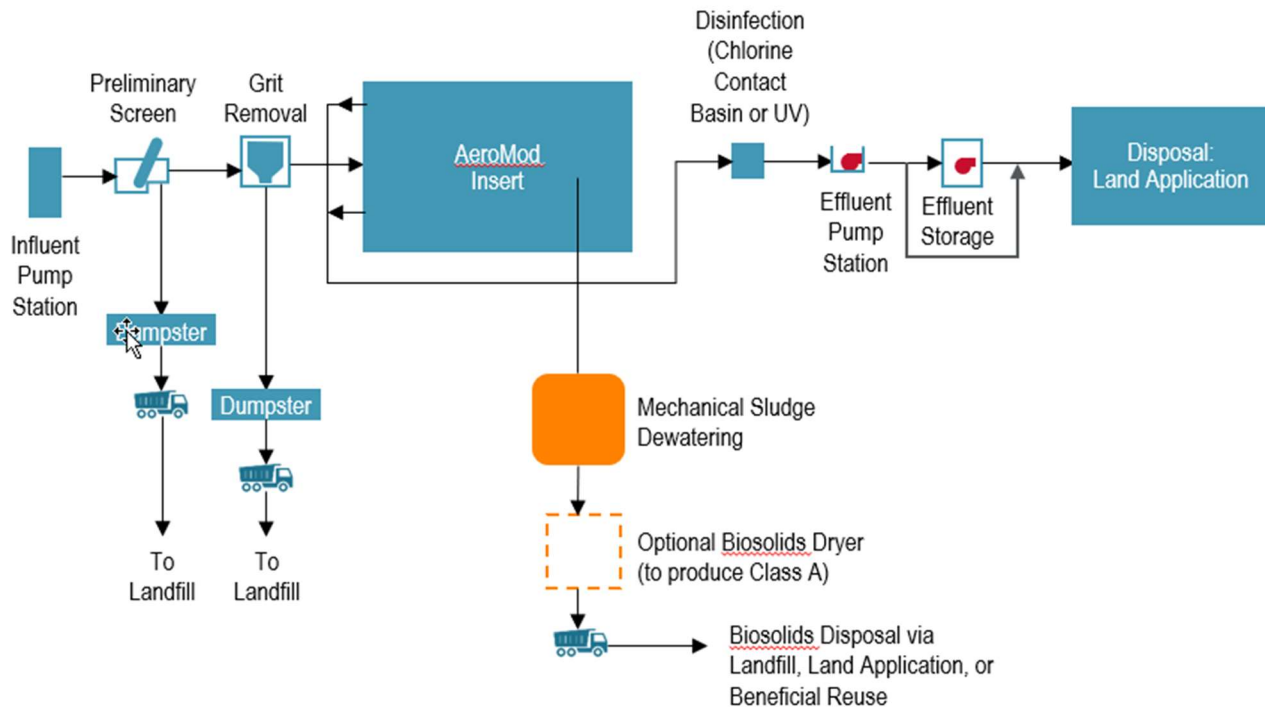 Disinfection
(Chlorine
Contact
Basin or UV)
Preliminary
Screen
Grit
Removal
AeroMod
Insert
Disposal:
Land Application
Influent
Pump
Station
Effluent
Pump
Station
Effluent
Storage
Dumpster
Dumpster
Mechanical Sludge
Dewatering
To
Landfill
To
Landfill
Optional Biosolids Dryer
(to produce Class A)
Biosolids Disposal via
Landfill, Land Application, or
Beneficial Reuse